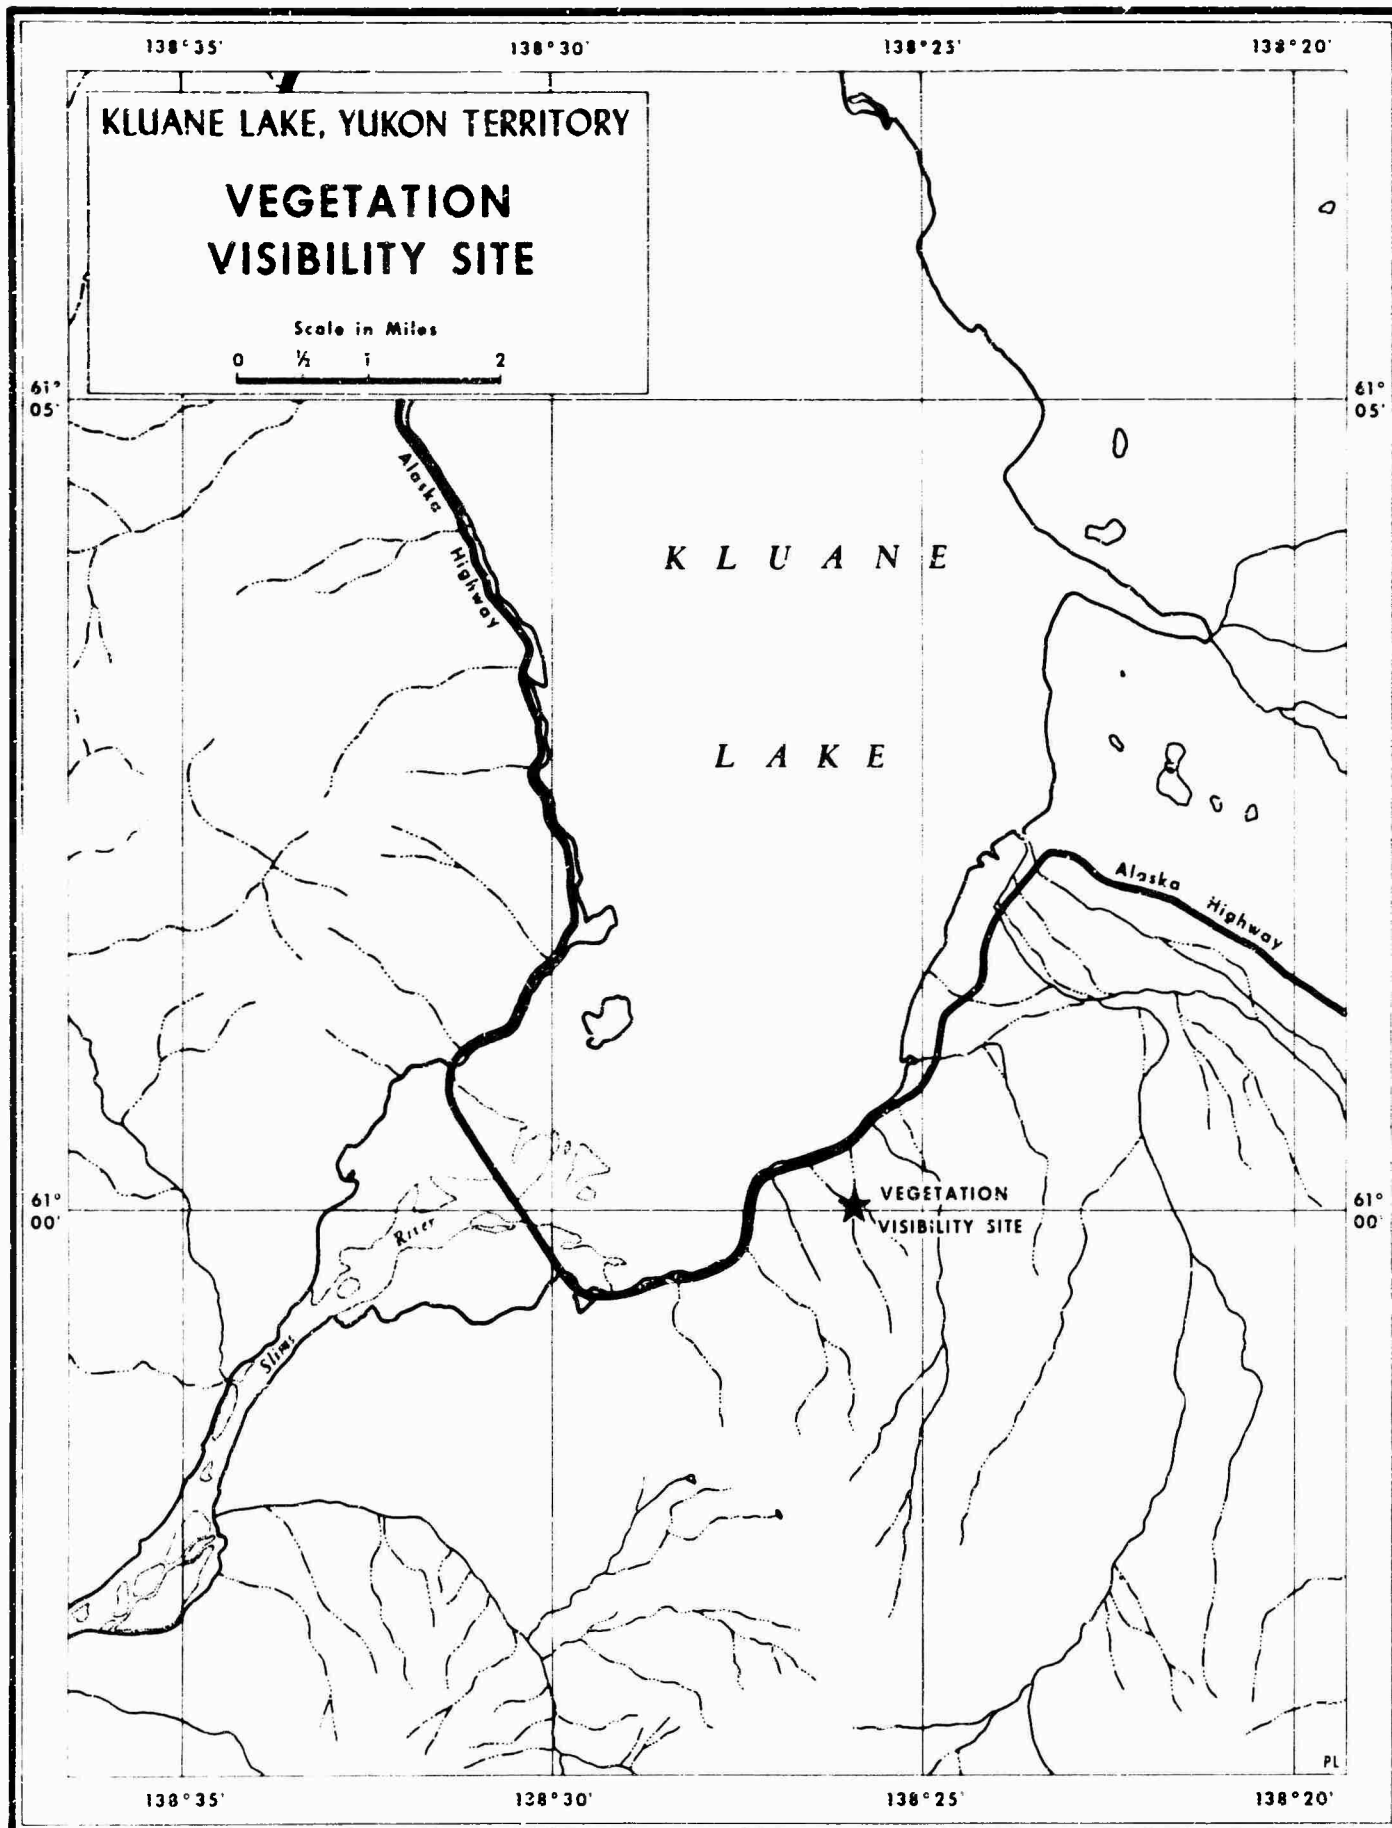 138°35' 138°30' 138°25' 138°20'
KLUANE LAKE, YUKON TERRITORY
VEGETATION
VISIBILITY SITE
Scale in Miles
0 ½ 1 2
61° 61°
05' 05'
Alaska
Highway
KLUANE
LAKE
Alaska
Highway
61° 61°
00' 00'
VEGETATION
VISIBILITY SITE
River
Slims
PL
138°35' 138°30' 138°25' 138°20'